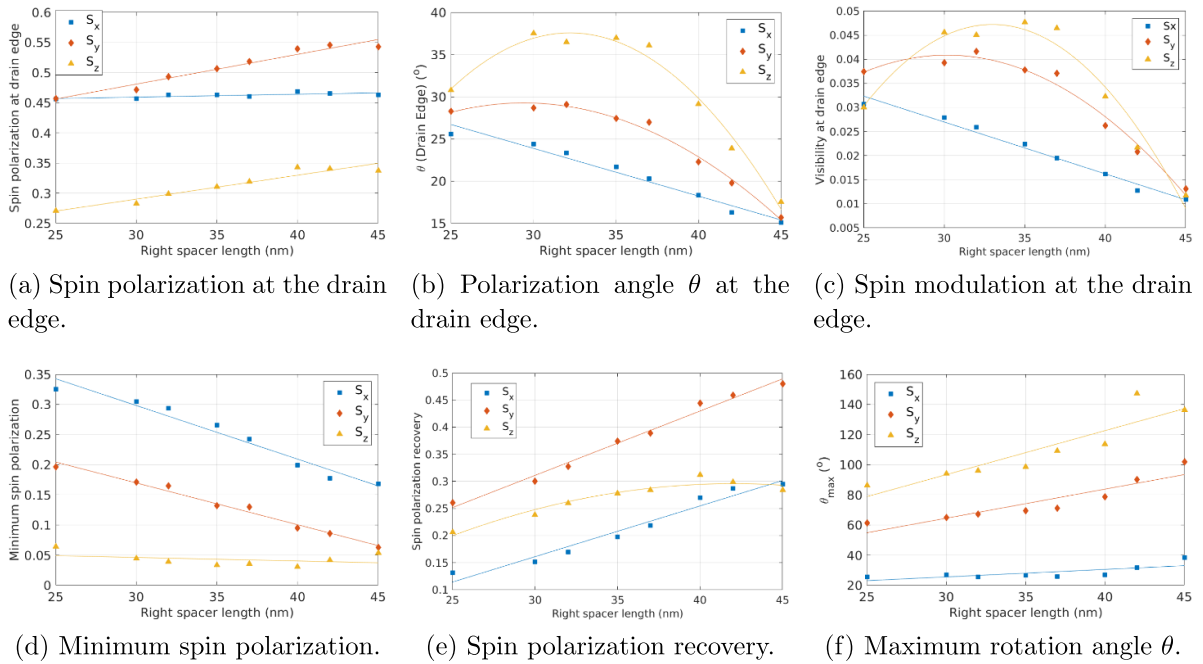 Spin polarization at drain edge
0.6
0.55
0.5
0.45
0.4
0.35
0.3
0.25
25 30 35 40 45
Right spacer length (nm)
Sx
Sy
Sz
(a) Spin polarization at the drain
edge.
θ (Drain Edge) (°)
40
35
30
25
20
15
25 30 35 40 45
Right spacer length (nm)
Sx
Sy
Sz
(b) Polarization angle θ at the
drain edge.
Visibility at drain edge
0.05
0.045
0.04
0.035
0.03
0.025
0.02
0.015
0.01
0.005
25 30 35 40 45
Right spacer length (nm)
Sx
Sy
Sz
(c) Spin modulation at the drain
edge.
Minimum spin polarization
0.35
0.3
0.25
0.2
0.15
0.1
0.05
0
25 30 35 40 45
Right spacer length (nm)
Sx
Sy
Sz
(d) Minimum spin polarization.
Spin polarization recovery
0.5
0.45
0.4
0.35
0.3
0.25
0.2
0.15
0.1
25 30 35 40 45
Right spacer length (nm)
Sx
Sy
Sz
(e) Spin polarization recovery.
θmax (°)
160
140
120
100
80
60
40
20
25 30 35 40 45
Right spacer length (nm)
Sx
Sy
Sz
(f) Maximum rotation angle θ.